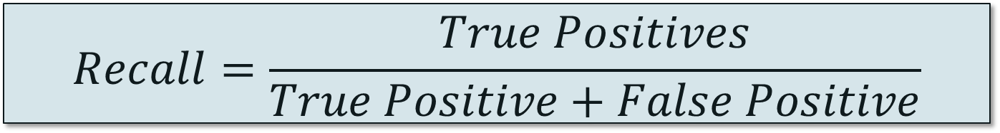 Recall = True Positives
True Positive + False Positive